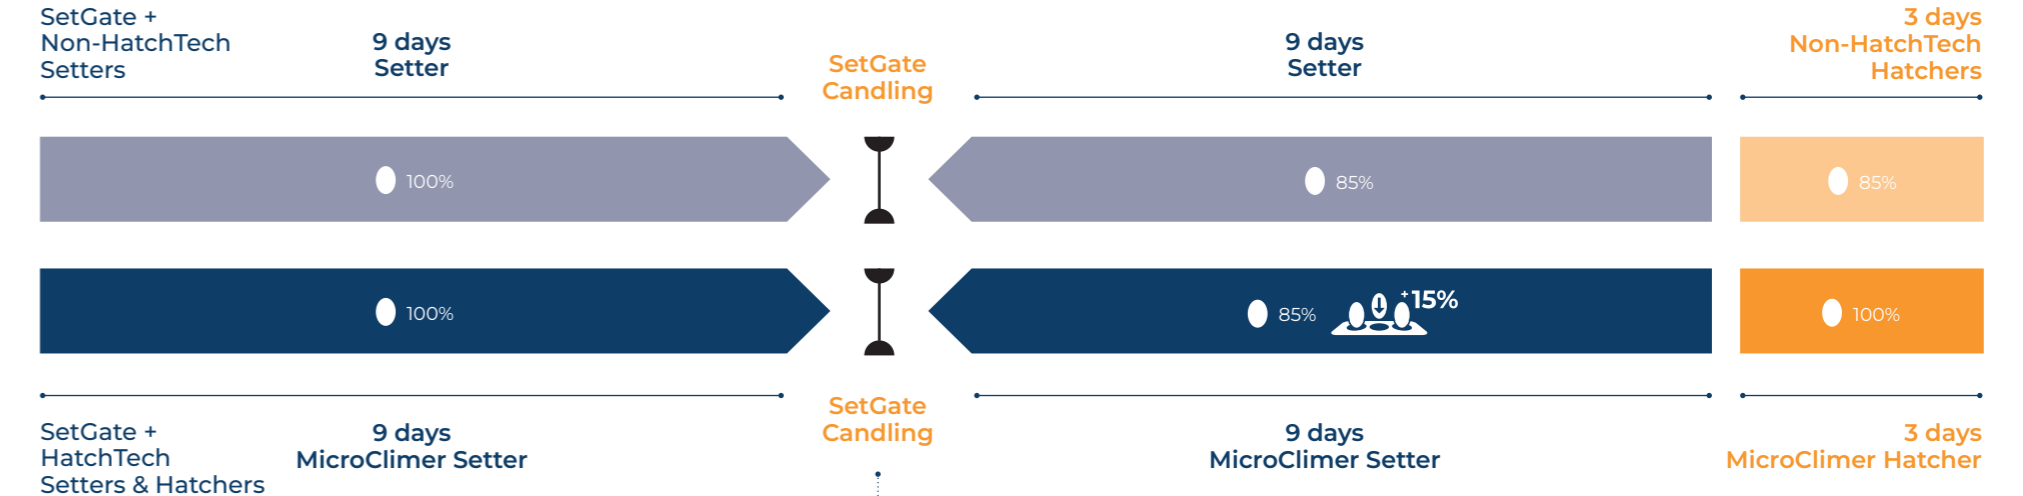 SetGate +
Non-HatchTech
Setters
9 days
Setter
SetGate
Candling
9 days
Setter
3 days
Non-HatchTech
Hatchers
100%
85%
85%
100%
85%
+15%
100%
SetGate +
HatchTech
Setters & Hatchers
9 days
MicroClimer Setter
SetGate
Candling
9 days
MicroClimer Setter
3 days
MicroClimer Hatcher